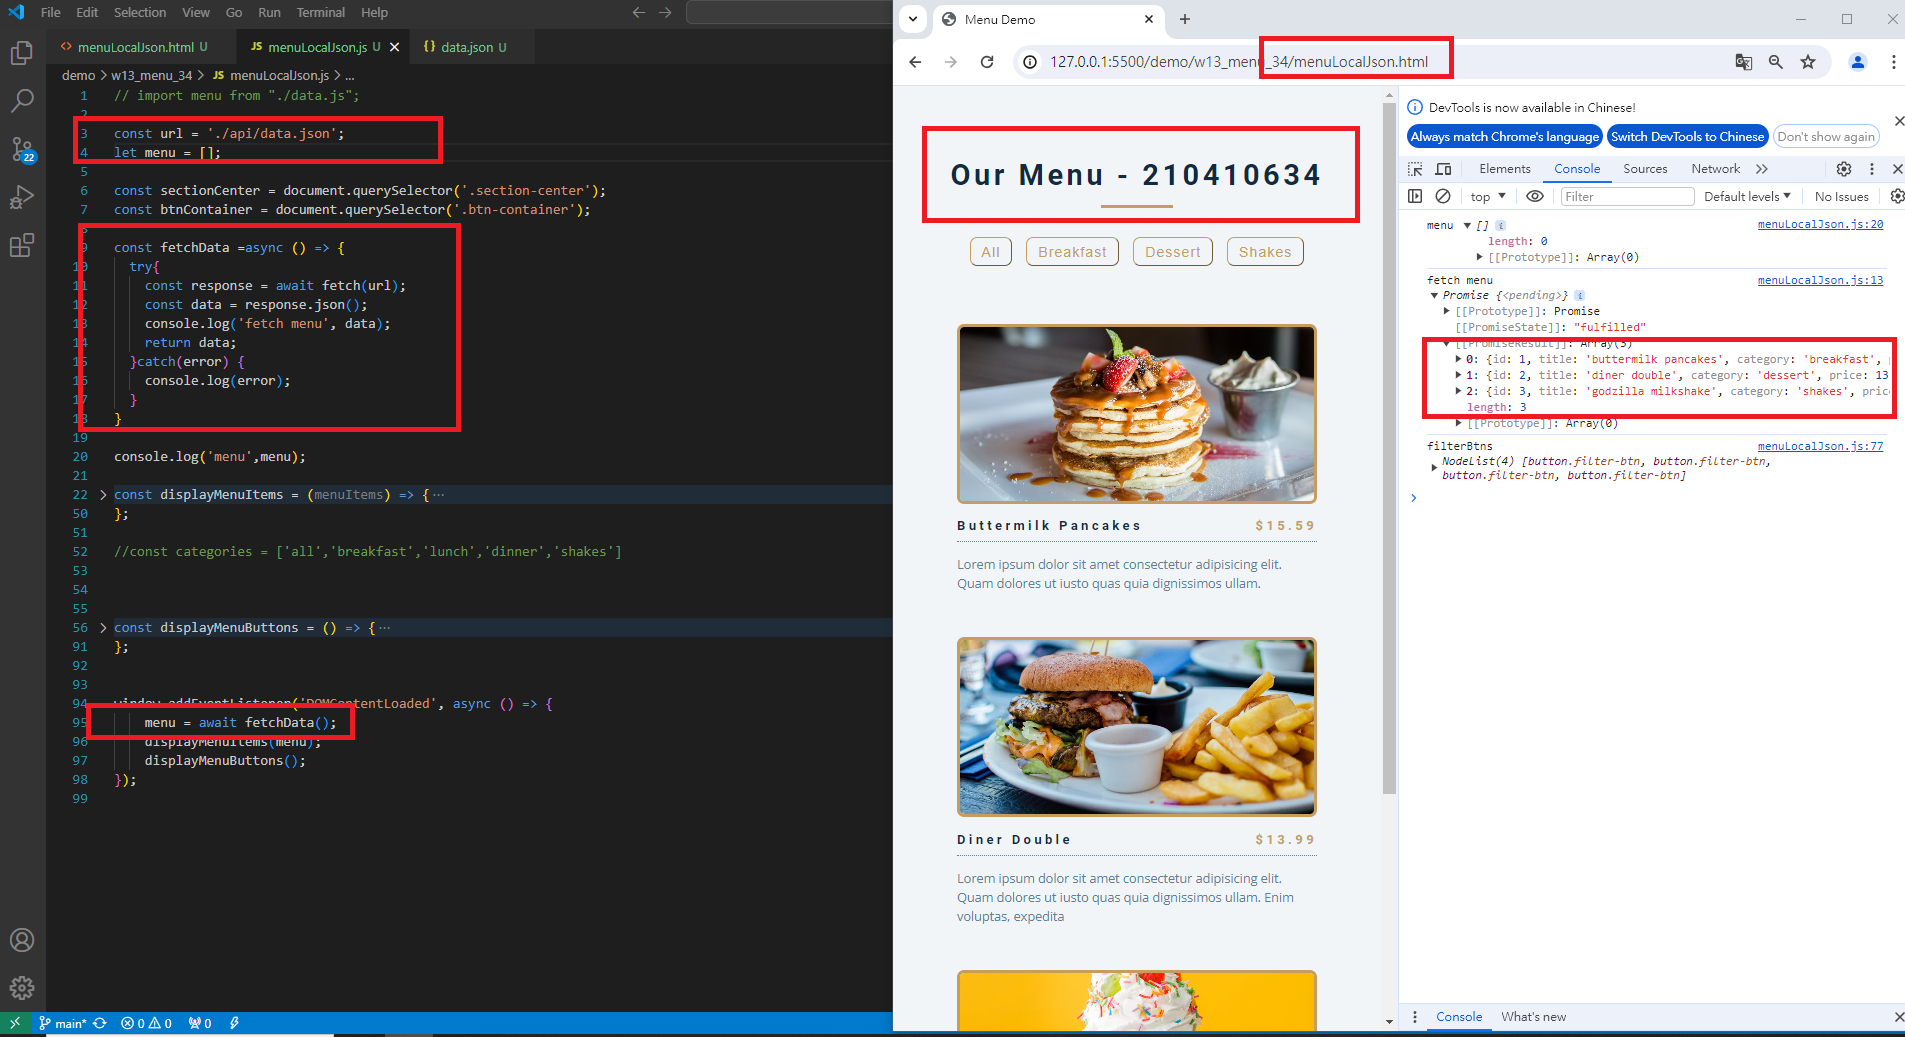 File Edit Selection View Go Run Terminal Help
menuLocalJson.html U
JS menuLocalJson.js U
{} data.json U
demo > w13_menu_34 > JS menuLocalJson.js > ...
1 // import menu from "./data.js";
2
3 const url = './api/data.json';
4 let menu = [];
5
6 const sectionCenter = document.querySelector('.section-center');
7 const btnContainer = document.querySelector('.btn-container');
8
9 const fetchData =async () => {
10 try{
11 const response = await fetch(url);
12 const data = response.json();
13 console.log('fetch menu', data);
14 return data;
15 }catch(error) {
16 console.log(error);
17 }
18 }
19
20 console.log('menu',menu);
21
22 const displayMenuItems = (menuItems) => {···
50 };
51
52 //const categories = ['all','breakfast','lunch','dinner','shakes']
53
54
55
56 const displayMenuButtons = () => {···
91 };
92
93
94 window.addEventListener('DOMContentLoaded', async () => {
95 menu = await fetchData();
96 displayMenuItems(menu);
97 displayMenuButtons();
98 });
99
22
main* 0 0 0
Menu Demo
127.0.0.1:5500/demo/w13_menu_34/menuLocalJson.html
Our Menu - 210410634
All Breakfast Dessert Shakes
Buttermilk Pancakes $15.59
Lorem ipsum dolor sit amet consectetur adipisicing elit.
Quam dolores ut iusto quas quia dignissimos ullam.
Diner Double $13.99
Lorem ipsum dolor sit amet consectetur adipisicing elit.
Quam dolores ut iusto quas quia dignissimos ullam. Enim
voluptas, expedita
DevTools is now available in Chinese!
Always match Chrome's language Switch DevTools to Chinese Don't show again
Elements Console Sources Network
top Filter Default levels No Issues
menu [] menuLocalJson.js:20
length: 0
[[Prototype]]: Array(0)
fetch menu menuLocalJson.js:13
Promise {<pending>}
[[Prototype]]: Promise
[[PromiseState]]: "fulfilled"
[[PromiseResult]]: Array(3)
0: {id: 1, title: 'buttermilk pancakes', category: 'breakfast',
1: {id: 2, title: 'diner double', category: 'dessert', price: 13
2: {id: 3, title: 'godzilla milkshake', category: 'shakes', pric
length: 3
[[Prototype]]: Array(0)
filterBtns menuLocalJson.js:77
NodeList(4) [button.filter-btn, button.filter-btn,
button.filter-btn, button.filter-btn]
Console What's new